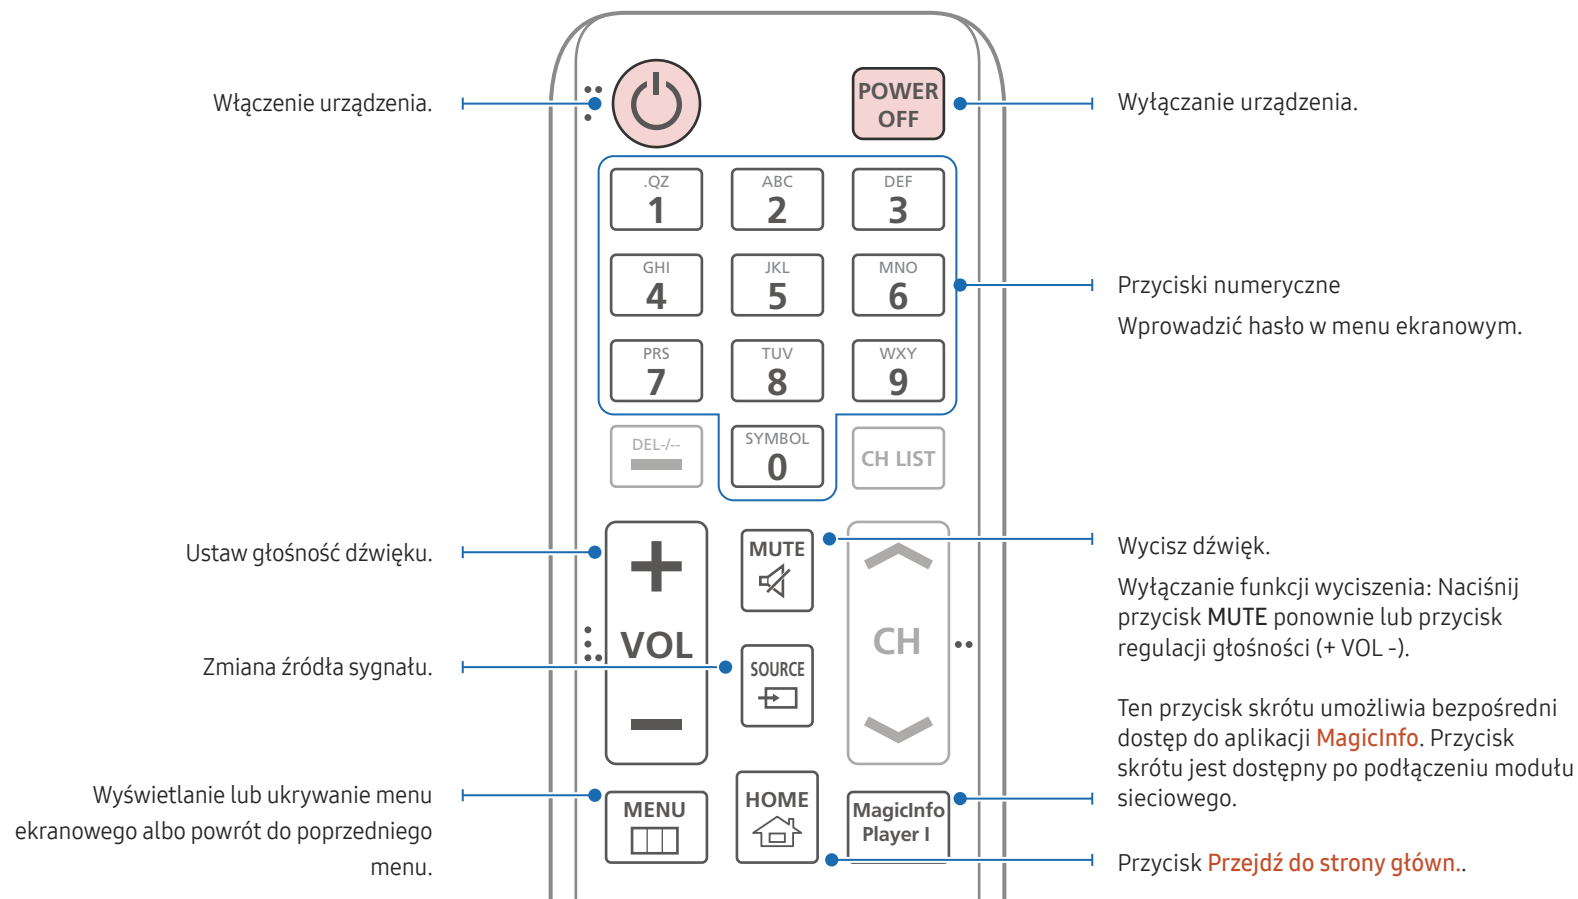 Włączenie urządzenia.
POWER
OFF
Wyłączanie urządzenia.
.QZ
1
ABC
2
DEF
3
GHI
4
JKL
5
MNO
6
Przyciski numeryczne
Wprowadzić hasło w menu ekranowym.
PRS
7
TUV
8
WXY
9
DEL-/--
SYMBOL
0
CH LIST
Ustaw głośność dźwięku.
VOL
MUTE
CH
Wycisz dźwięk.
Wyłączanie funkcji wyciszenia: Naciśnij
przycisk MUTE ponownie lub przycisk
regulacji głośności (+ VOL -).
Zmiana źródła sygnału.
SOURCE
Ten przycisk skrótu umożliwia bezpośredni
dostęp do aplikacji MagicInfo. Przycisk
skrótu jest dostępny po podłączeniu modułu
sieciowego.
Wyświetlanie lub ukrywanie menu
ekranowego albo powrót do poprzedniego
menu.
MENU
HOME
MagicInfo
Player I
Przycisk Przejdź do strony główn..